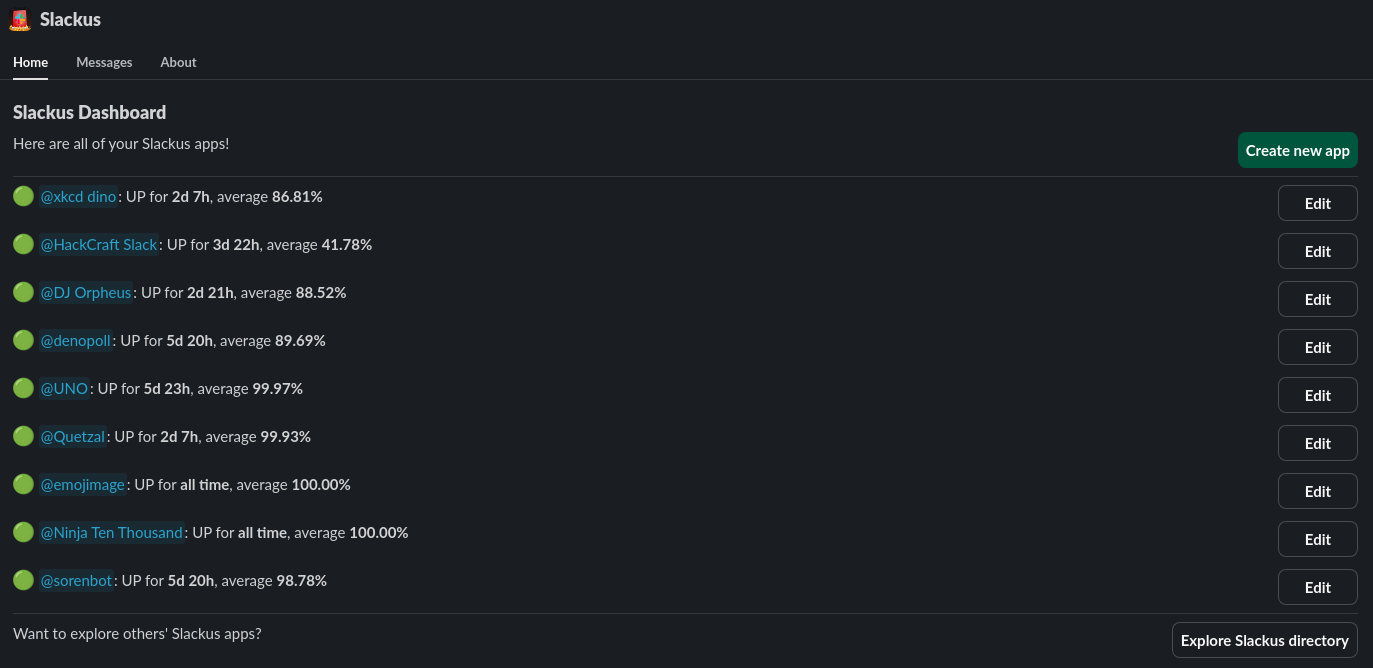 Slackus
Home Messages About
Slackus Dashboard
Here are all of your Slackus apps!
Create new app
@xkcd dino: UP for 2d 7h, average 86.81% Edit
@HackCraft Slack: UP for 3d 22h, average 41.78% Edit
@DJ Orpheus: UP for 2d 21h, average 88.52% Edit
@denopoll: UP for 5d 20h, average 89.69% Edit
@UNO: UP for 5d 23h, average 99.97% Edit
@Quetzal: UP for 2d 7h, average 99.93% Edit
@emojimage: UP for all time, average 100.00% Edit
@Ninja Ten Thousand: UP for all time, average 100.00% Edit
@sorenbot: UP for 5d 20h, average 98.78% Edit
Want to explore others' Slackus apps? Explore Slackus directory